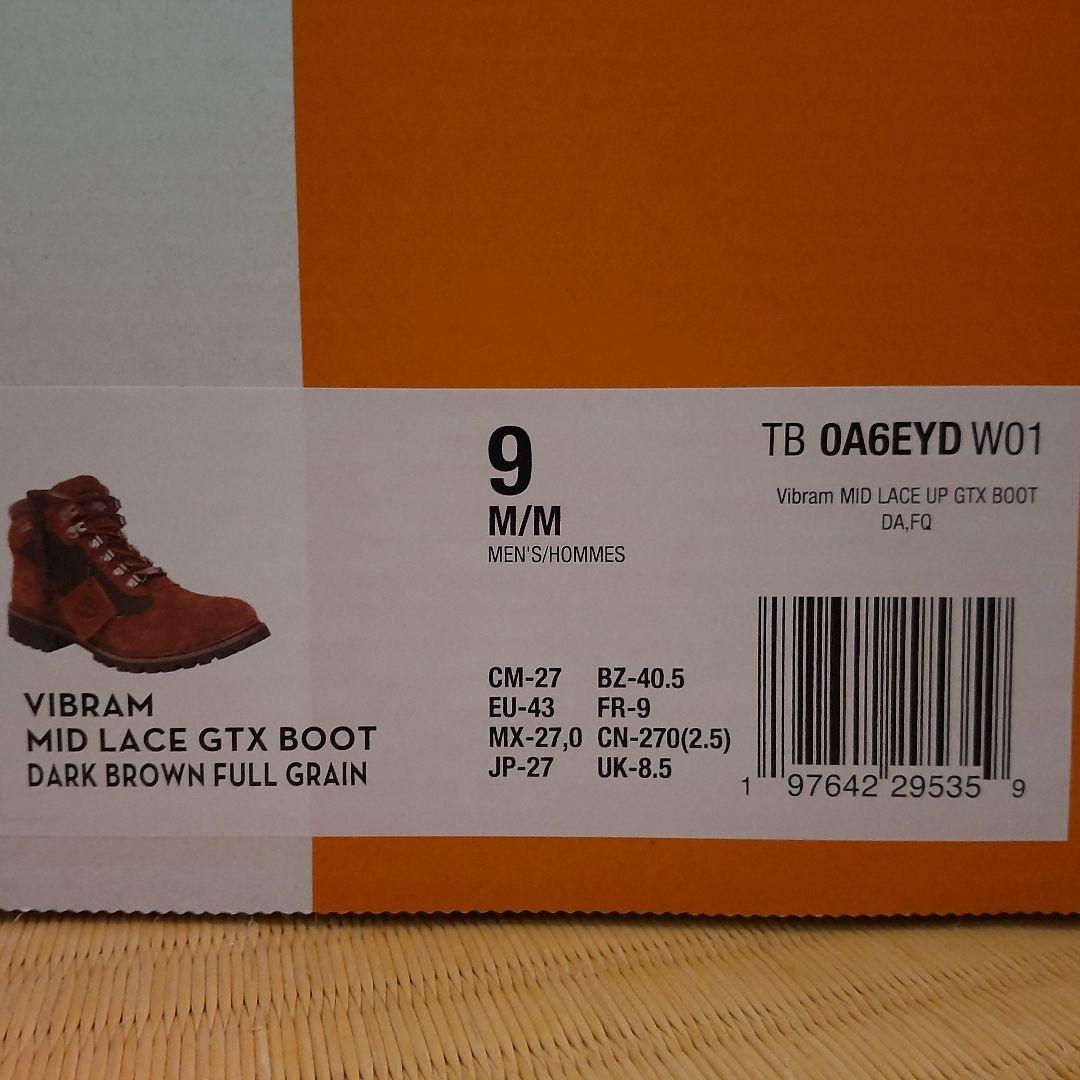 VIBRAM
MID LACE GTX BOOT
DARK BROWN FULL GRAIN
9
M/M
MEN'S/HOMMES
CM-27 BZ-40.5
EU-43 FR-9
MX-27,0 CN-270(2.5)
JP-27 UK-8.5
TB 0A6EYD W01
Vibram MID LACE UP GTX BOOT
DA,FQ
1 97642 29535 9